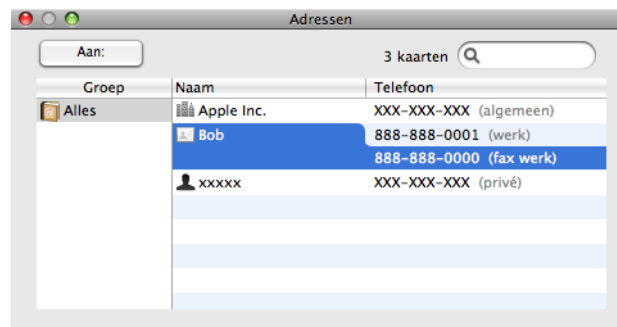 Adressen
Aan: 3 kaarten
Groep Naam Telefoon
Alles Apple Inc. XXX-XXX-XXX (algemeen)
Bob 888-888-0001 (werk)
888-888-0000 (fax werk)
xxxxx XXX-XXX-XXX (privé)